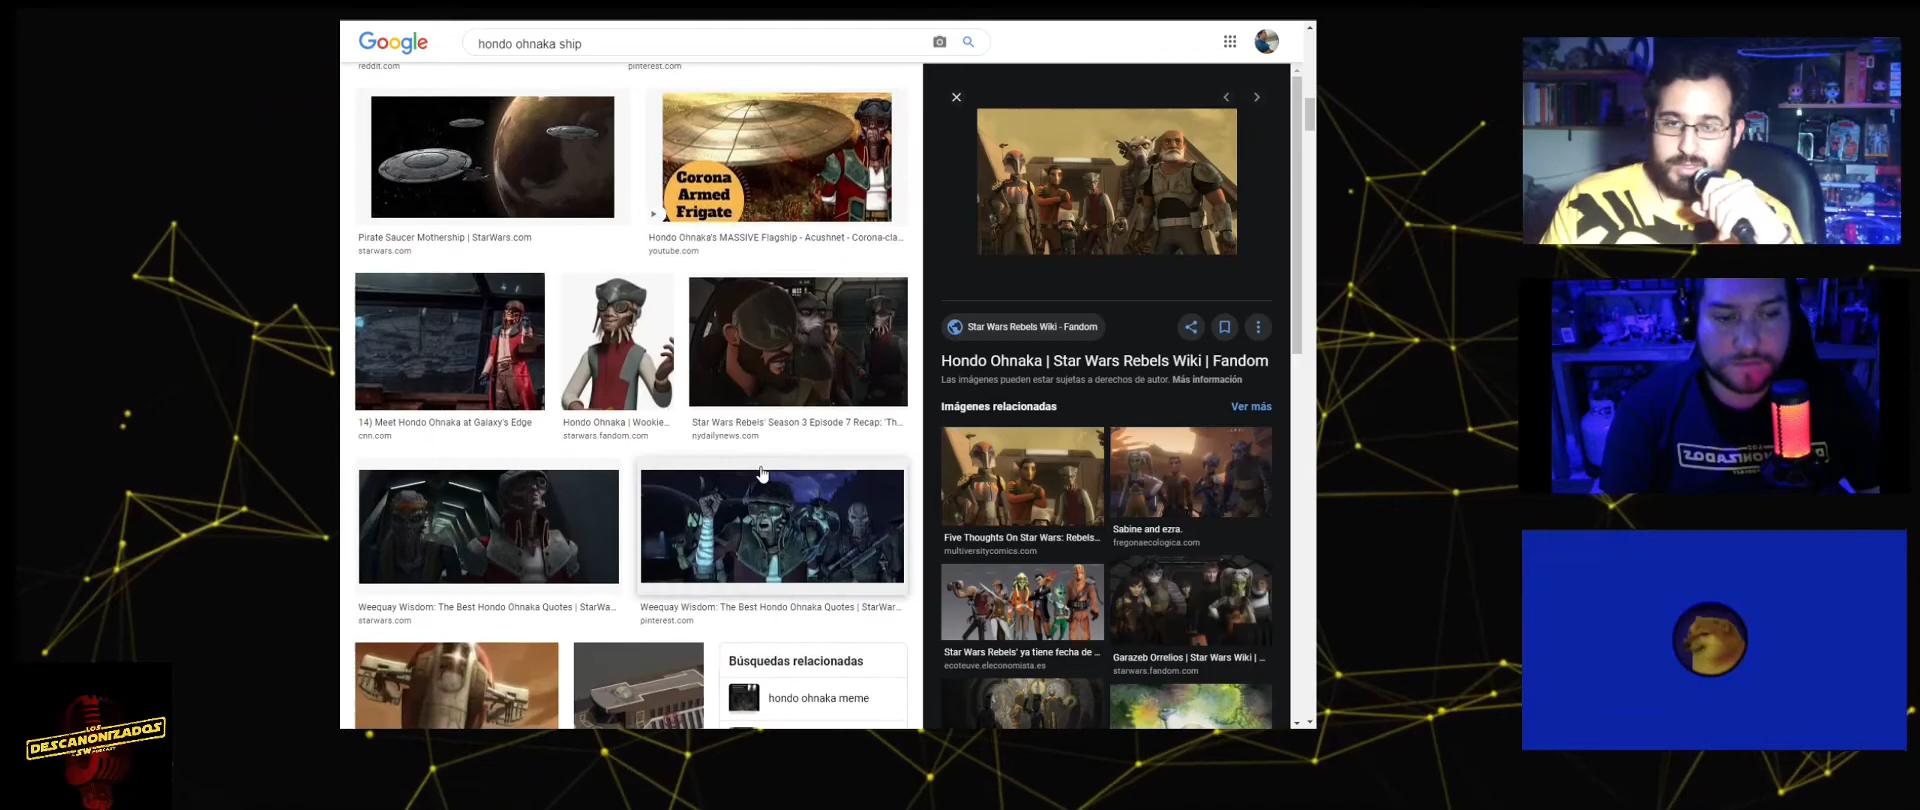 Google
hondo ohnaka ship
reddit.com
pinterest.com
Corona
Armed
Frigate
Pirate Saucer Mothership | StarWars.com
starwars.com
Hondo Ohnaka's MASSIVE Flagship - Acushnet - Corona-cla...
youtube.com
14) Meet Hondo Ohnaka at Galaxy's Edge
cnn.com
Hondo Ohnaka | Wookie...
starwars.fandom.com
Star Wars Rebels' Season 3 Episode 7 Recap: 'Th...
nydailynews.com
Weequay Wisdom: The Best Hondo Ohnaka Quotes | StarWa...
starwars.com
Weequay Wisdom: The Best Hondo Ohnaka Quotes | StarWar...
pinterest.com
Búsquedas relacionadas
hondo ohnaka meme
Star Wars Rebels Wiki - Fandom
Hondo Ohnaka | Star Wars Rebels Wiki | Fandom
Las imágenes pueden estar sujetas a derechos de autor. Más información
Imágenes relacionadas
Ver más
Five Thoughts On Star Wars: Rebels...
multiversitycomics.com
Sabine and ezra.
fregonaecologica.com
Star Wars Rebels' ya tiene fecha de ...
ecoteuve.eleconomista.es
Garazeb Orrelios | Star Wars Wiki | ...
starwars.fandom.com
LOS
DESCANONIZADOS
SW PODCAST